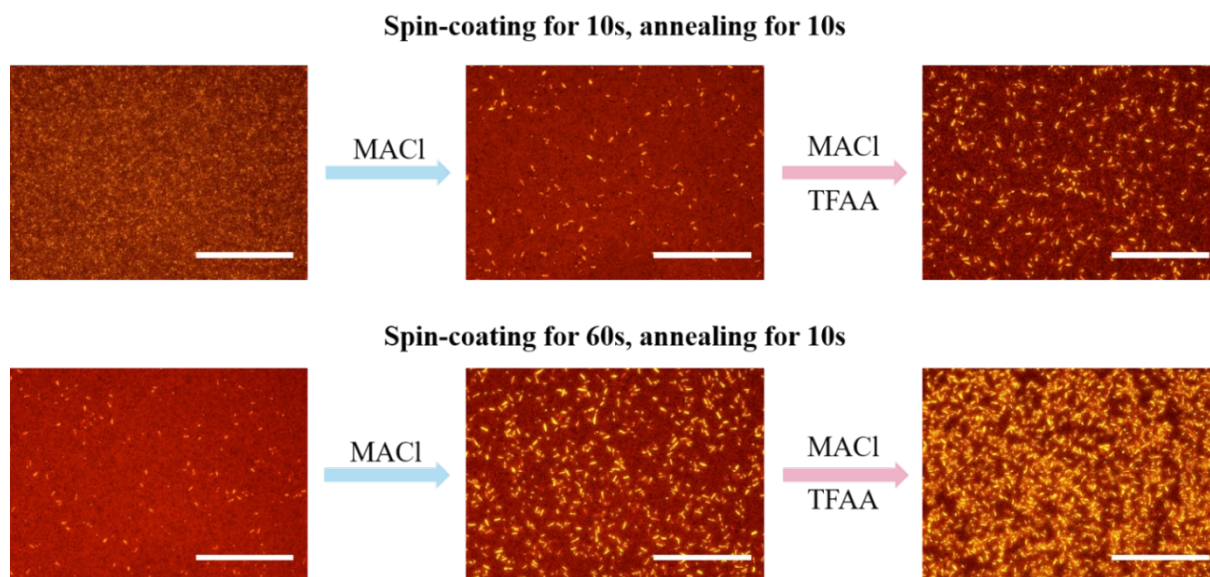 Spin-coating for 10s, annealing for 10s
MACl
MACl
TFAA
Spin-coating for 60s, annealing for 10s
MACl
MACl
TFAA